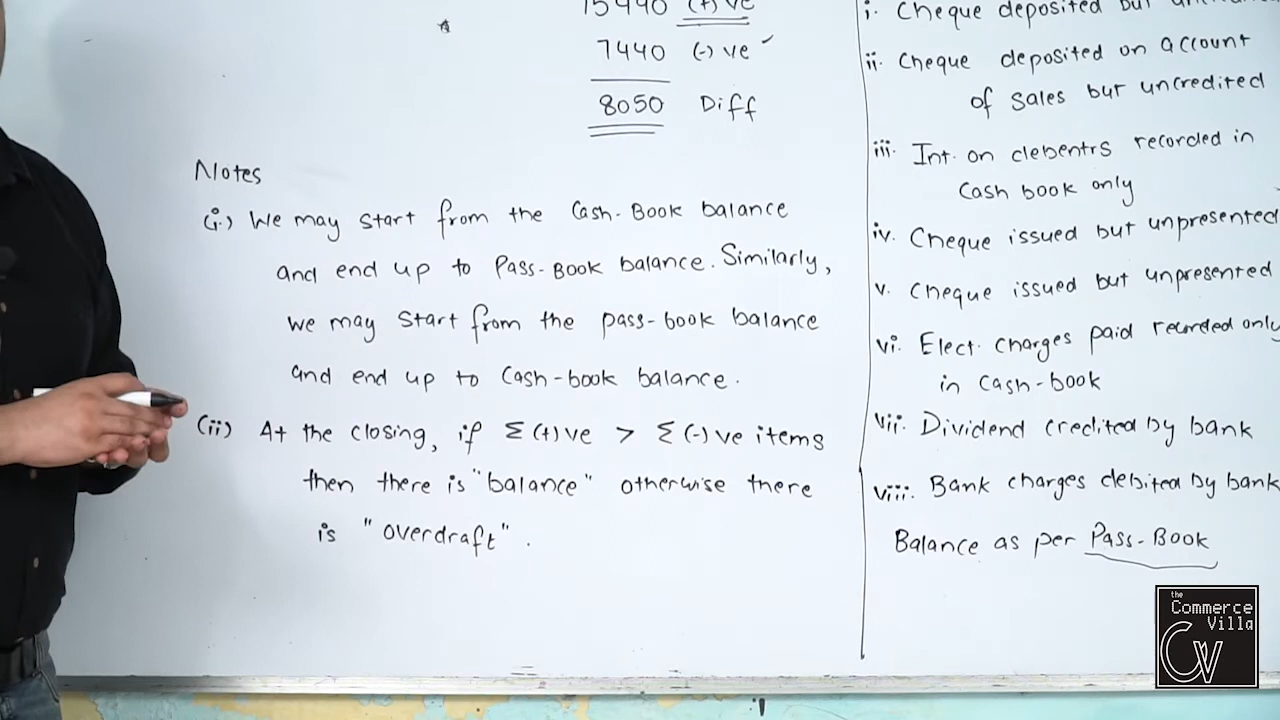 15490 (+) ve
7440 (-) ve
8050 Diff
Notes
(i.) We may start from the Cash-Book balance
and end up to Pass-Book balance. Similarly,
we may start from the pass-book balance
and end up to Cash-book balance.
(ii) At the closing, if Σ(+)ve > Σ(-)ve items
then there is "balance" otherwise there
is "overdraft".
i. Cheque deposited but
ii. Cheque deposited on account
of sales but uncredited
iii. Int. on debentrs recorded in
Cash book only
iv. Cheque issued but unpresented
v. Cheque issued but unpresented
vi. Elect. charges paid recorded only
in Cash-book
vii. Dividend credited by bank
viii. Bank charges debited by bank
Balance as per Pass-Book
the
Commerce
Villa
CV